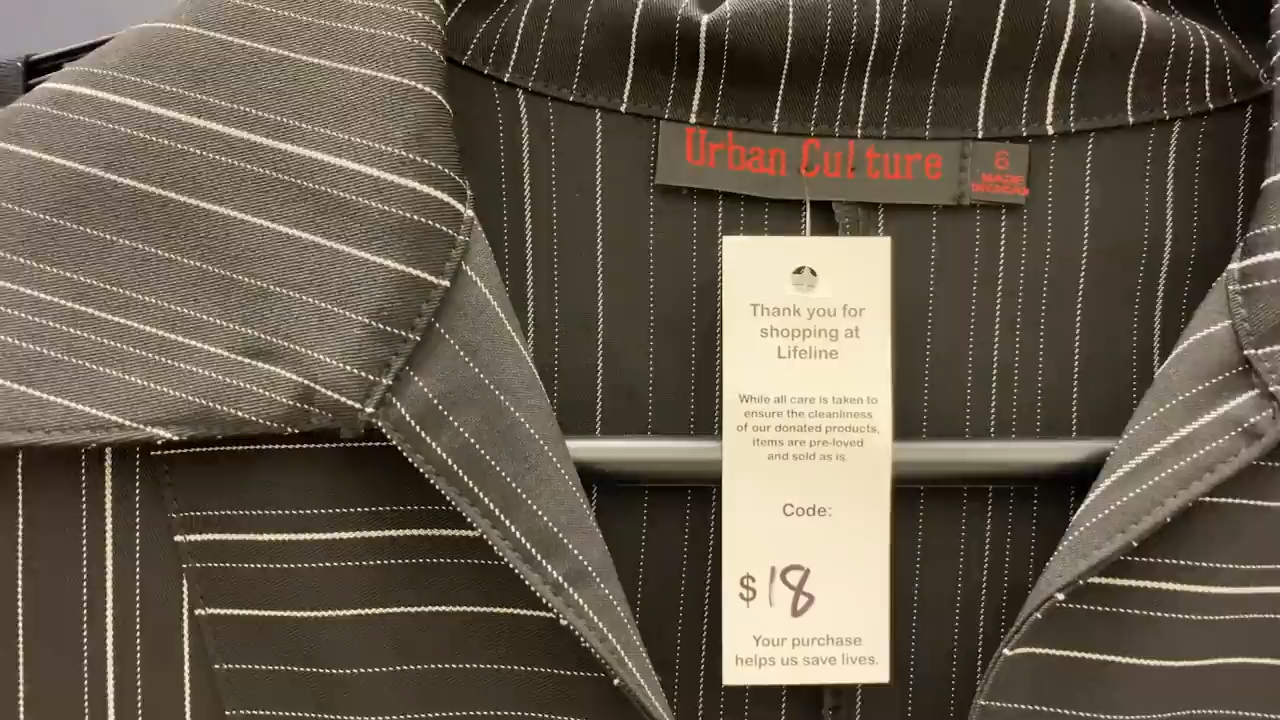 Urban Culture
6
MADE
Thank you for
shopping at
Lifeline
While all care is taken to
ensure the cleanliness
of our donated products,
items are pre-loved
and sold as is.
Code:
$18
Your purchase
helps us save lives.